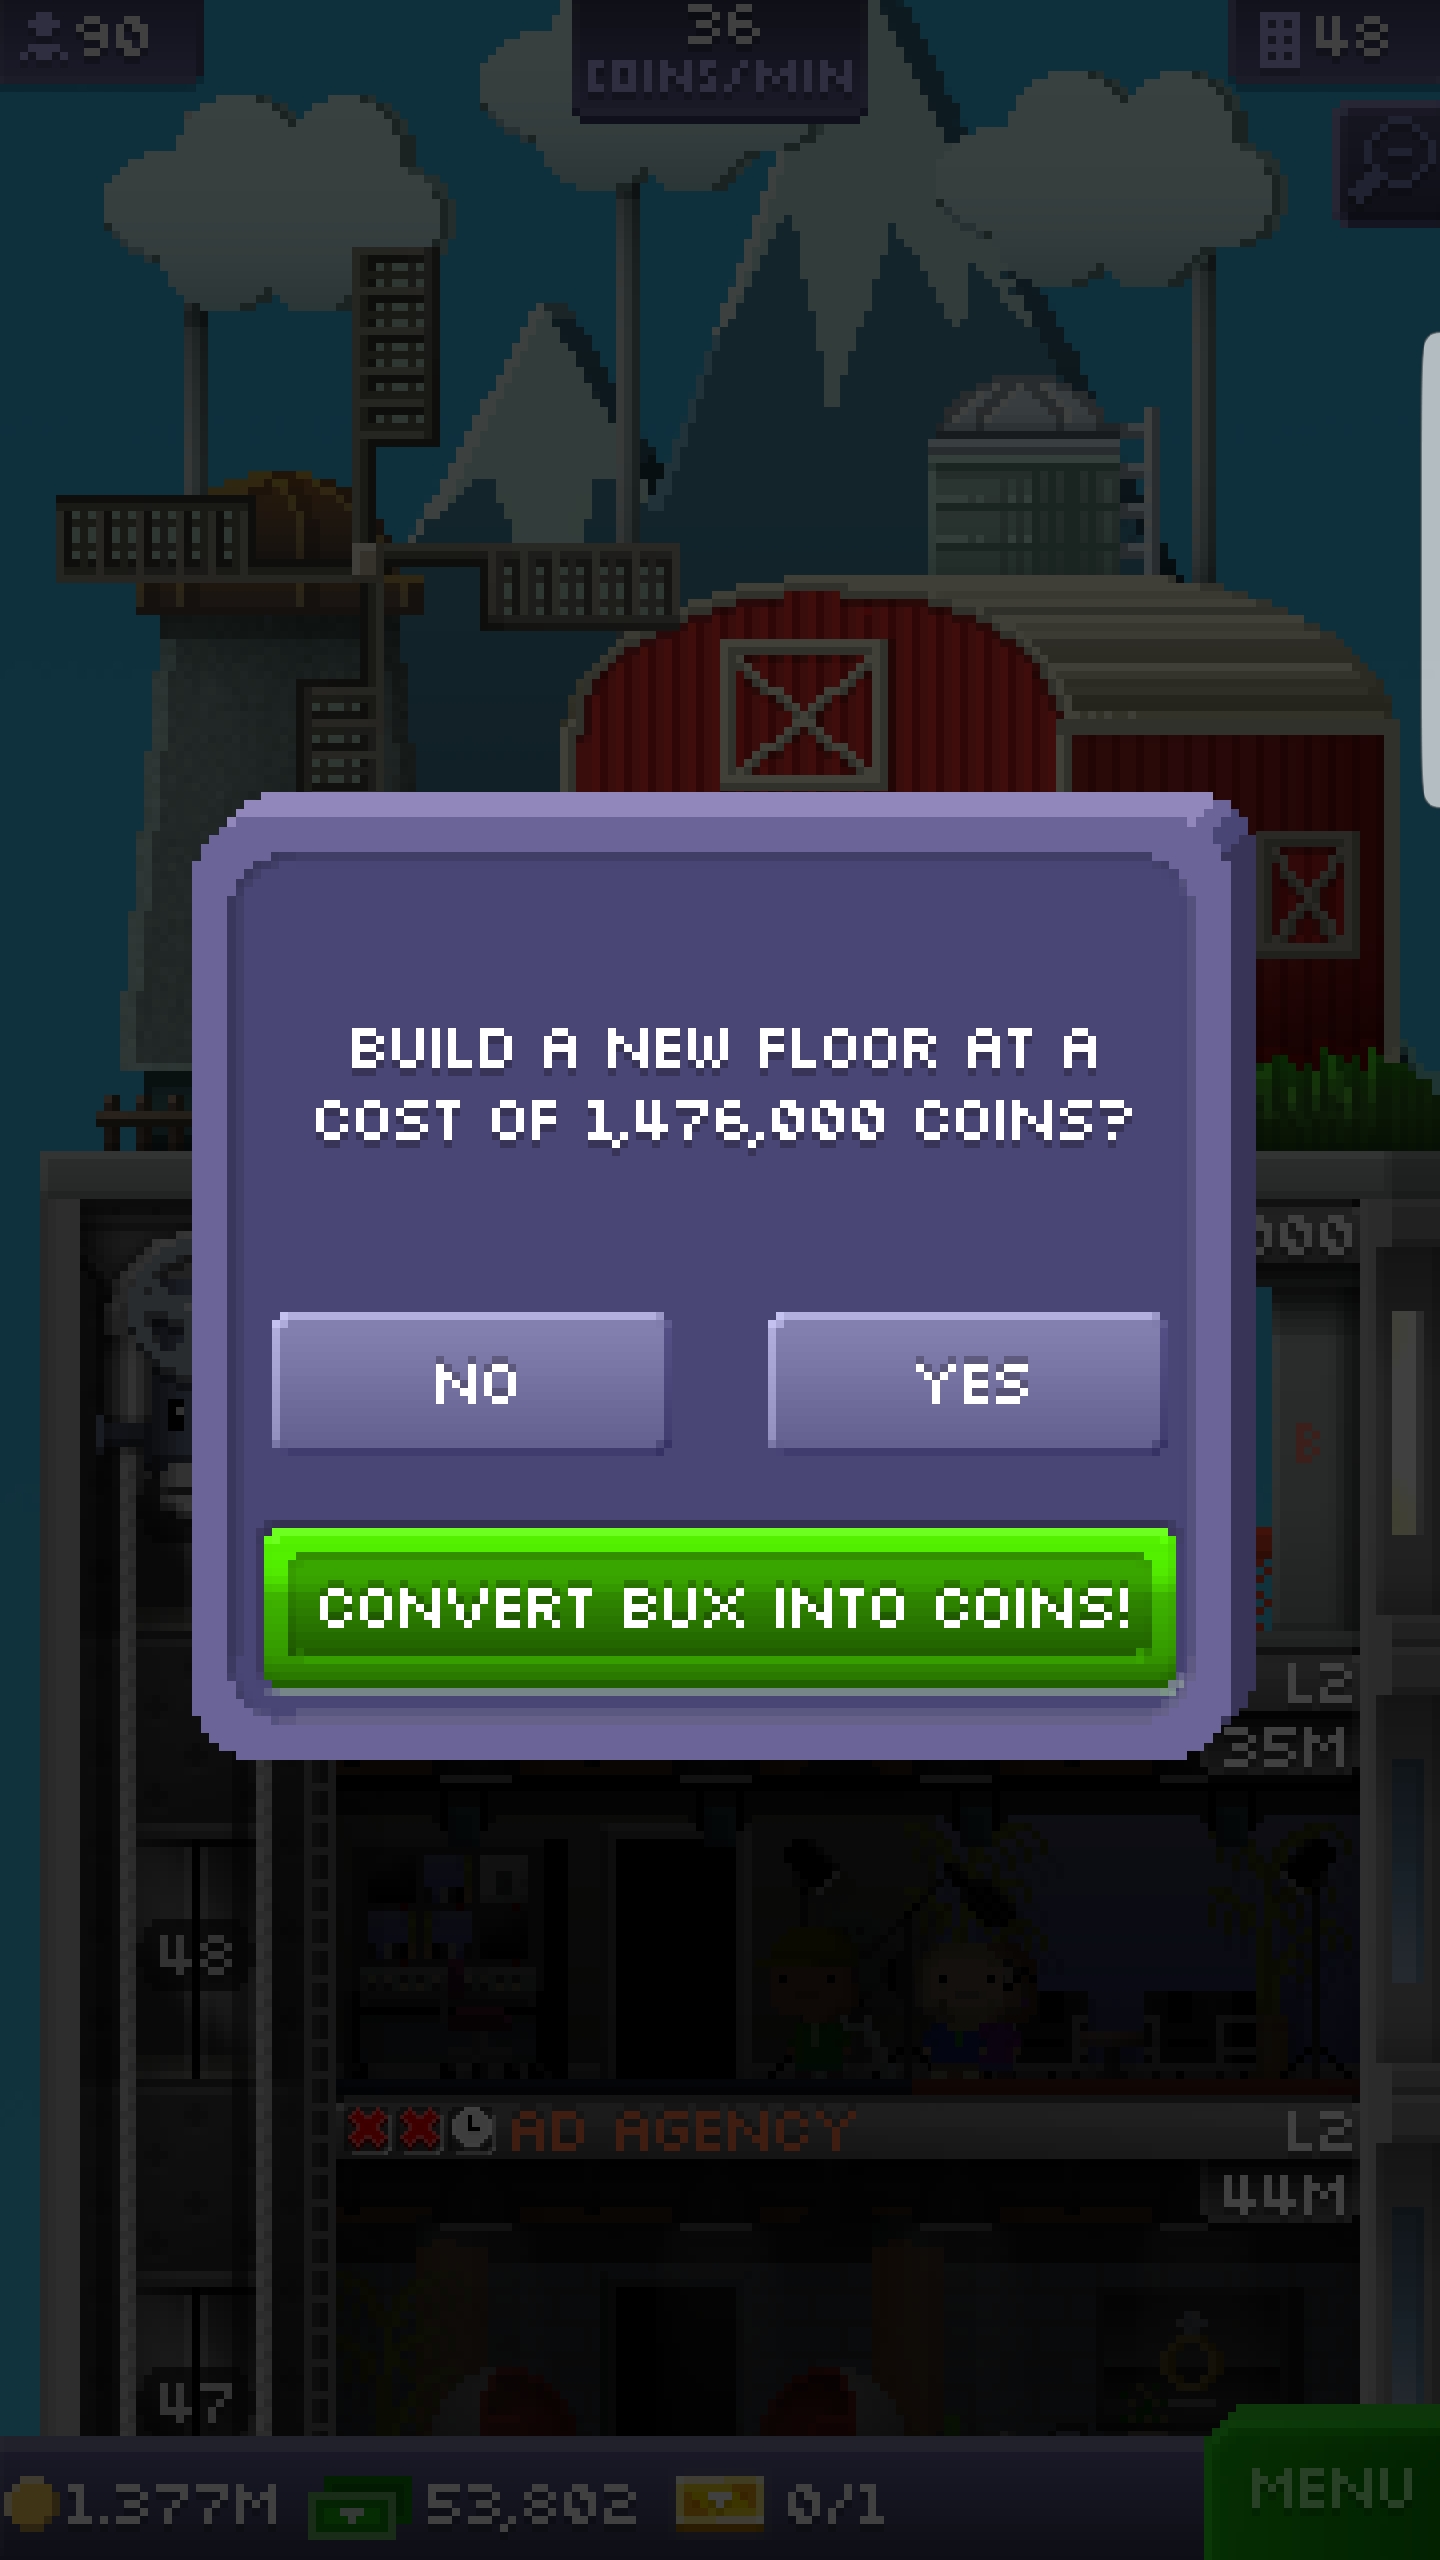 90
36
COINS/MIN
48
BUILD A NEW FLOOR AT A
COST OF 1,476,000 COINS?
000
NO
YES
B
CONVERT BUX INTO COINS!
L2
35M
48
AD AGENCY
L2
44M
47
1.377M
53,802
0/1
MENU